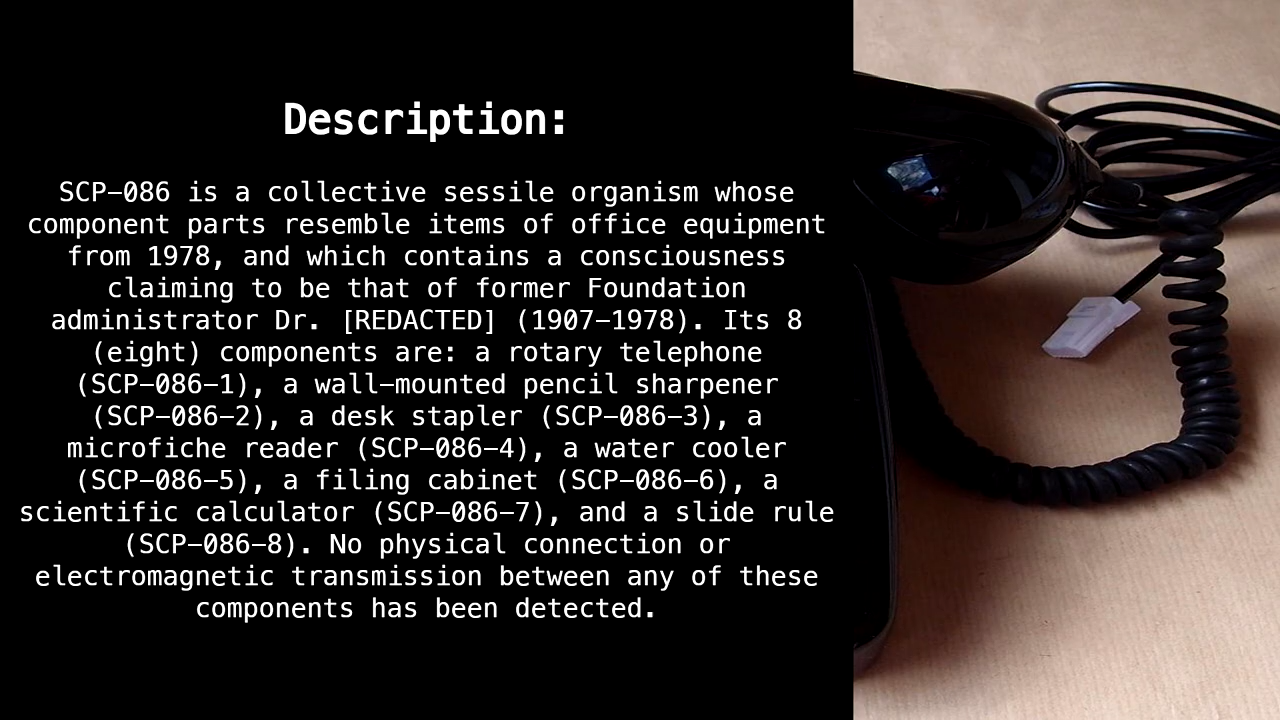 Description:
SCP-086 is a collective sessile organism whose
component parts resemble items of office equipment
from 1978, and which contains a consciousness
claiming to be that of former Foundation
administrator Dr. [REDACTED] (1907-1978). Its 8
(eight) components are: a rotary telephone
(SCP-086-1), a wall-mounted pencil sharpener
(SCP-086-2), a desk stapler (SCP-086-3), a
microfiche reader (SCP-086-4), a water cooler
(SCP-086-5), a filing cabinet (SCP-086-6), a
scientific calculator (SCP-086-7), and a slide rule
(SCP-086-8). No physical connection or
electromagnetic transmission between any of these
components has been detected.